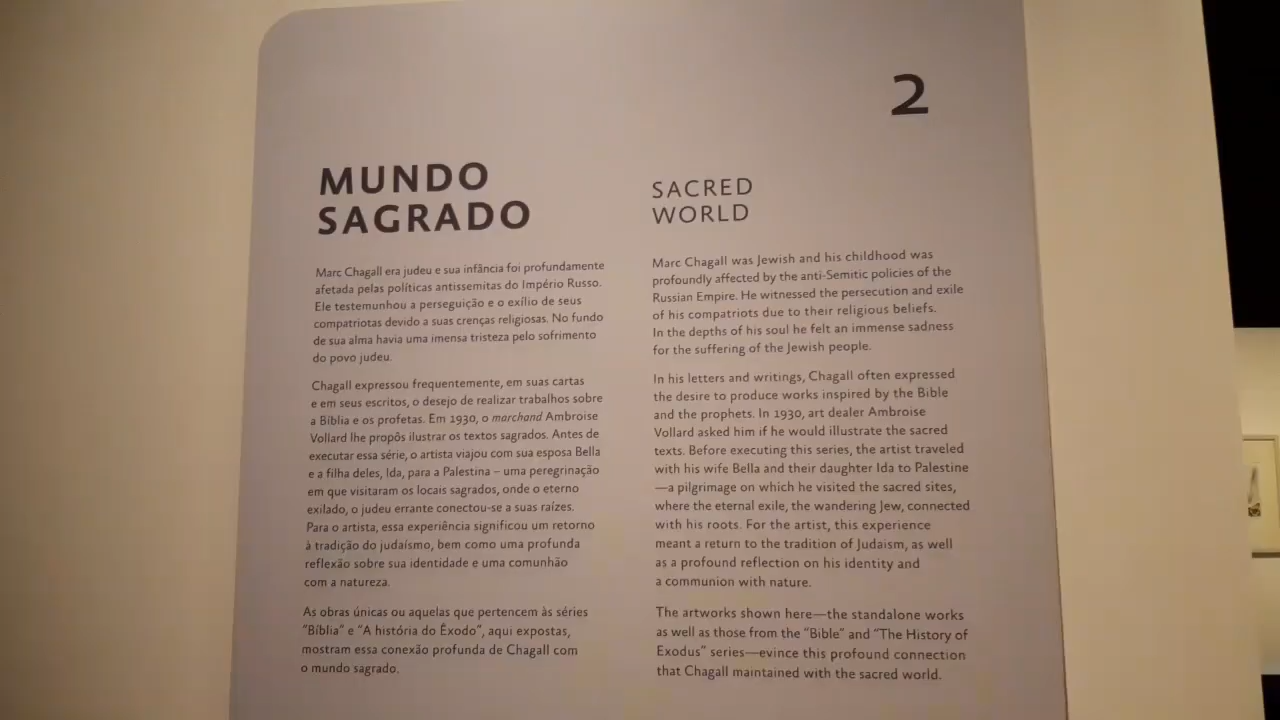 2
MUNDO
SAGRADO
Marc Chagall era judeu e sua infância foi profundamente
afetada pelas políticas antissemitas do Império Russo.
Ele testemunhou a perseguição e o exílio de seus
compatriotas devido a suas crenças religiosas. No fundo
de sua alma havia uma imensa tristeza pelo sofrimento
do povo judeu.
Chagall expressou frequentemente, em suas cartas
e em seus escritos, o desejo de realizar trabalhos sobre
a Bíblia e os profetas. Em 1930, o marchand Ambroise
Vollard lhe propôs ilustrar os textos sagrados. Antes de
executar essa série, o artista viajou com sua esposa Bella
e a filha deles, Ida, para a Palestina – uma peregrinação
em que visitaram os locais sagrados, onde o eterno
exilado, o judeu errante conectou-se a suas raízes.
Para o artista, essa experiência significou um retorno
à tradição do judaísmo, bem como uma profunda
reflexão sobre sua identidade e uma comunhão
com a natureza.
As obras únicas ou aquelas que pertencem às séries
“Bíblia” e “A história do Êxodo”, aqui expostas,
mostram essa conexão profunda de Chagall com
o mundo sagrado.
SACRED
WORLD
Marc Chagall was Jewish and his childhood was
profoundly affected by the anti-Semitic policies of the
Russian Empire. He witnessed the persecution and exile
of his compatriots due to their religious beliefs.
In the depths of his soul he felt an immense sadness
for the suffering of the Jewish people.
In his letters and writings, Chagall often expressed
the desire to produce works inspired by the Bible
and the prophets. In 1930, art dealer Ambroise
Vollard asked him if he would illustrate the sacred
texts. Before executing this series, the artist traveled
with his wife Bella and their daughter Ida to Palestine
—a pilgrimage on which he visited the sacred sites,
where the eternal exile, the wandering Jew, connected
with his roots. For the artist, this experience
meant a return to the tradition of Judaism, as well
as a profound reflection on his identity and
a communion with nature.
The artworks shown here—the standalone works
as well as those from the “Bible” and “The History of
Exodus” series—evince this profound connection
that Chagall maintained with the sacred world.